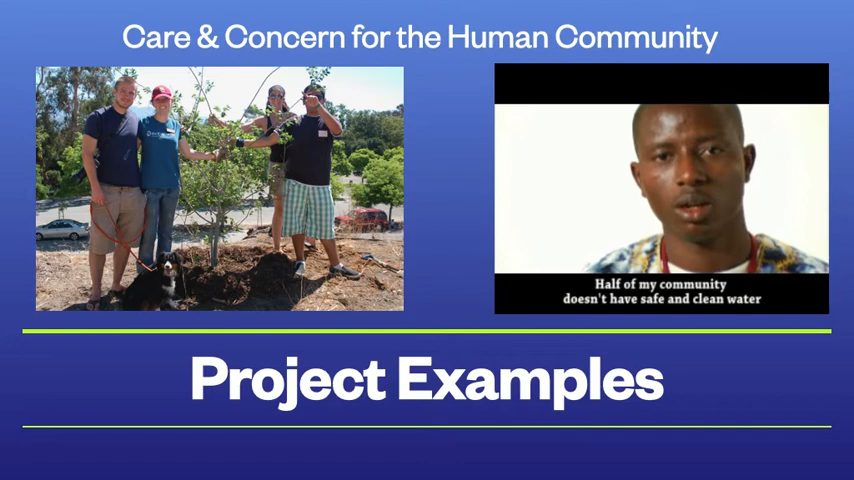 Care & Concern for the Human Community
Half of my community
doesn't have safe and clean water
Project Examples